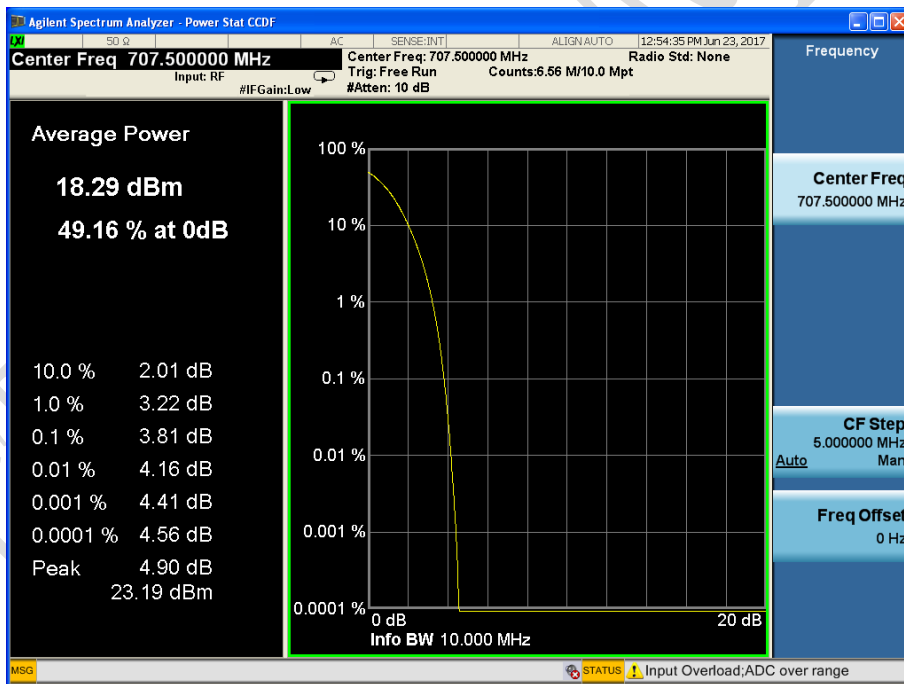 Agilent Spectrum Analyzer - Power Stat CCDF
LXI 50 Ω AC SENSE:INT ALIGN AUTO 12:54:35 PM Jun 23, 2017
Center Freq 707.500000 MHz
Input: RF
#IFGain:Low
Center Freq: 707.500000 MHz Radio Std: None
Trig: Free Run Counts:6.56 M/10.0 Mpt
#Atten: 10 dB
Average Power
18.29 dBm
49.16 % at 0dB
10.0 % 2.01 dB
1.0 % 3.22 dB
0.1 % 3.81 dB
0.01 % 4.16 dB
0.001 % 4.41 dB
0.0001 % 4.56 dB
Peak 4.90 dB
23.19 dBm
100 %
10 %
1 %
0.1 %
0.01 %
0.001 %
0.0001 %
0 dB 20 dB
Info BW 10.000 MHz
Frequency
Center Freq
707.500000 MHz
CF Step
5.000000 MHz
Auto Man
Freq Offset
0 Hz
MSG STATUS Input Overload;ADC over range